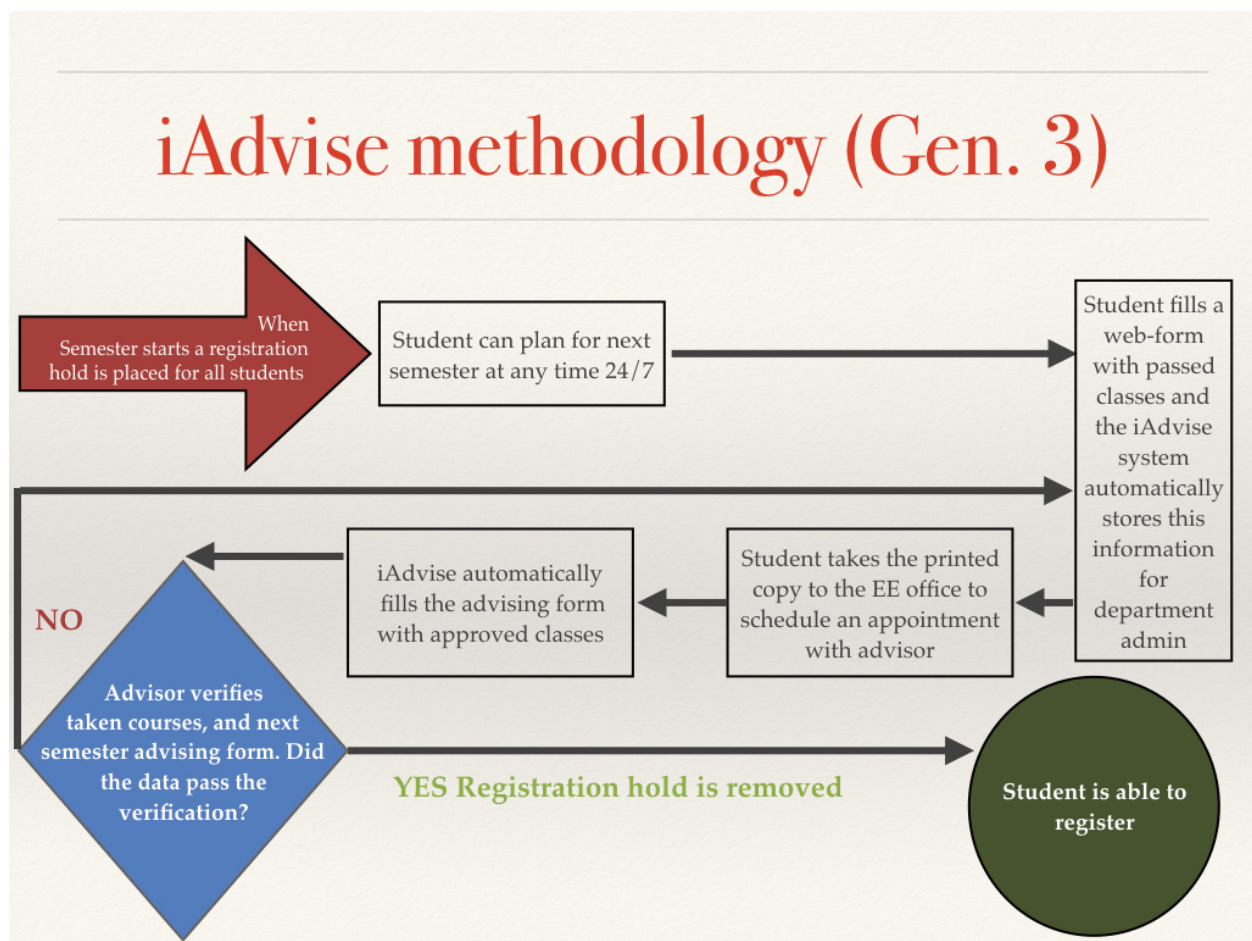 iAdvise methodology (Gen. 3)
When
Semester starts a registration
hold is placed for all students
Student can plan for next
semester at any time 24/7
Student fills a
web-form
with passed
classes and
the iAdvise
system
automatically
stores this
information
for
department
admin
Student takes the printed
copy to the EE office to
schedule an appointment
with advisor
iAdvise automatically
fills the advising form
with approved classes
NO
Advisor verifies
taken courses, and next
semester advising form. Did
the data pass the
verification?
YES Registration hold is removed
Student is able to
register